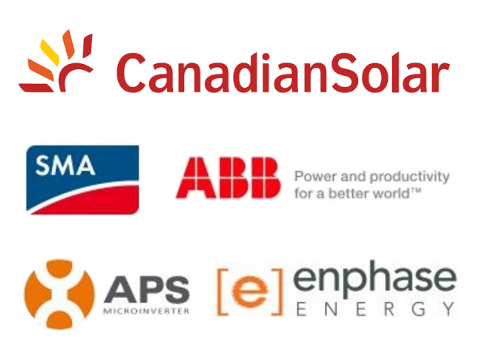 CanadianSolar
SMA
ABB
Power and productivity
for a better world™
APS
MICROINVERTER
[e] enphase
ENERGY